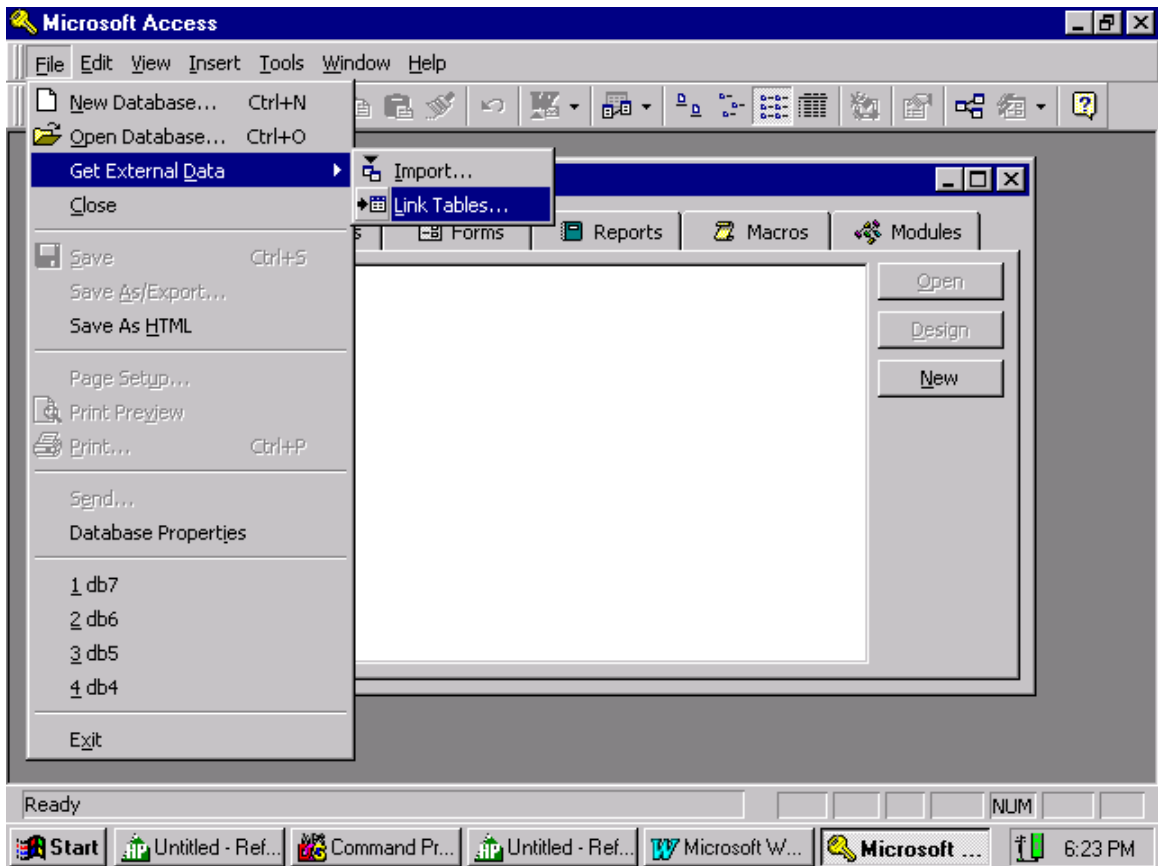 Microsoft Access
File Edit View Insert Tools Window Help
New Database... Ctrl+N
Open Database... Ctrl+O
Get External Data
Import...
Close
Link Tables...
s Forms Reports Macros Modules
Save Ctrl+S
Open
Save As/Export...
Save As HTML
Design
Page Setup...
New
Print Preview
Print... Ctrl+P
Send...
Database Properties
1 db7
2 db6
3 db5
4 db4
Exit
Ready NUM
Start Untitled - Ref... Command Pr... Untitled - Ref... Microsoft W... Microsoft ... 6:23 PM